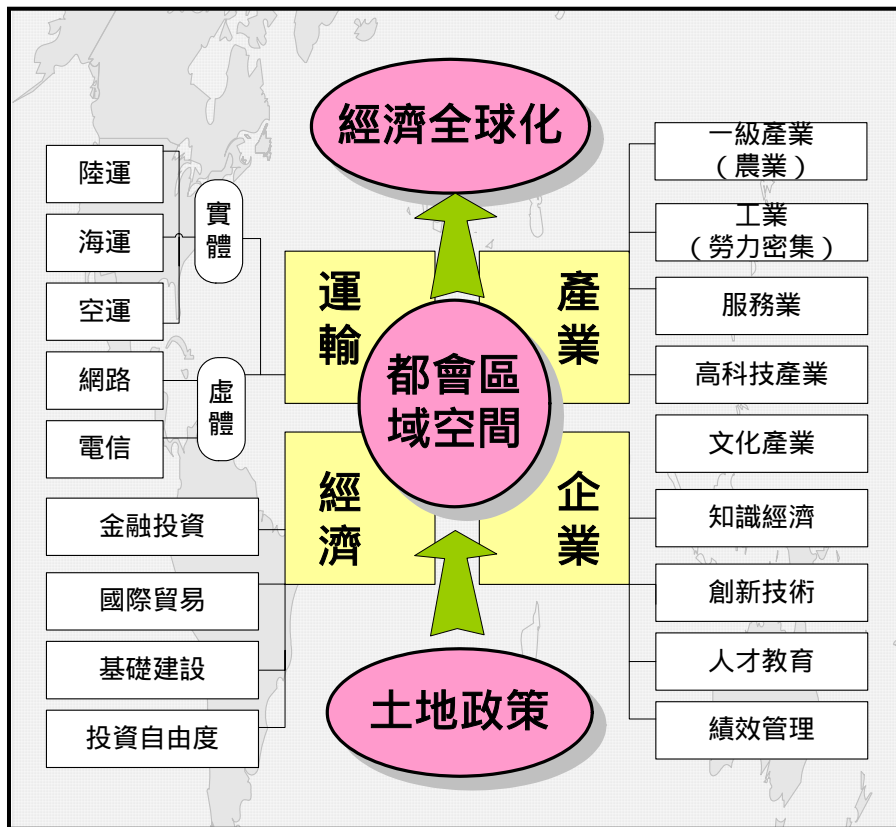 經濟全球化
陸運
海運
空運
網路
電信
實
體
虛
體
金融投資
國際貿易
基礎建設
投資自由度
運
輸
產
業
都會區
域空間
經
濟
企
業
土地政策
一級產業
（農業）
工業
（勞力密集）
服務業
高科技產業
文化產業
知識經濟
創新技術
人才教育
績效管理